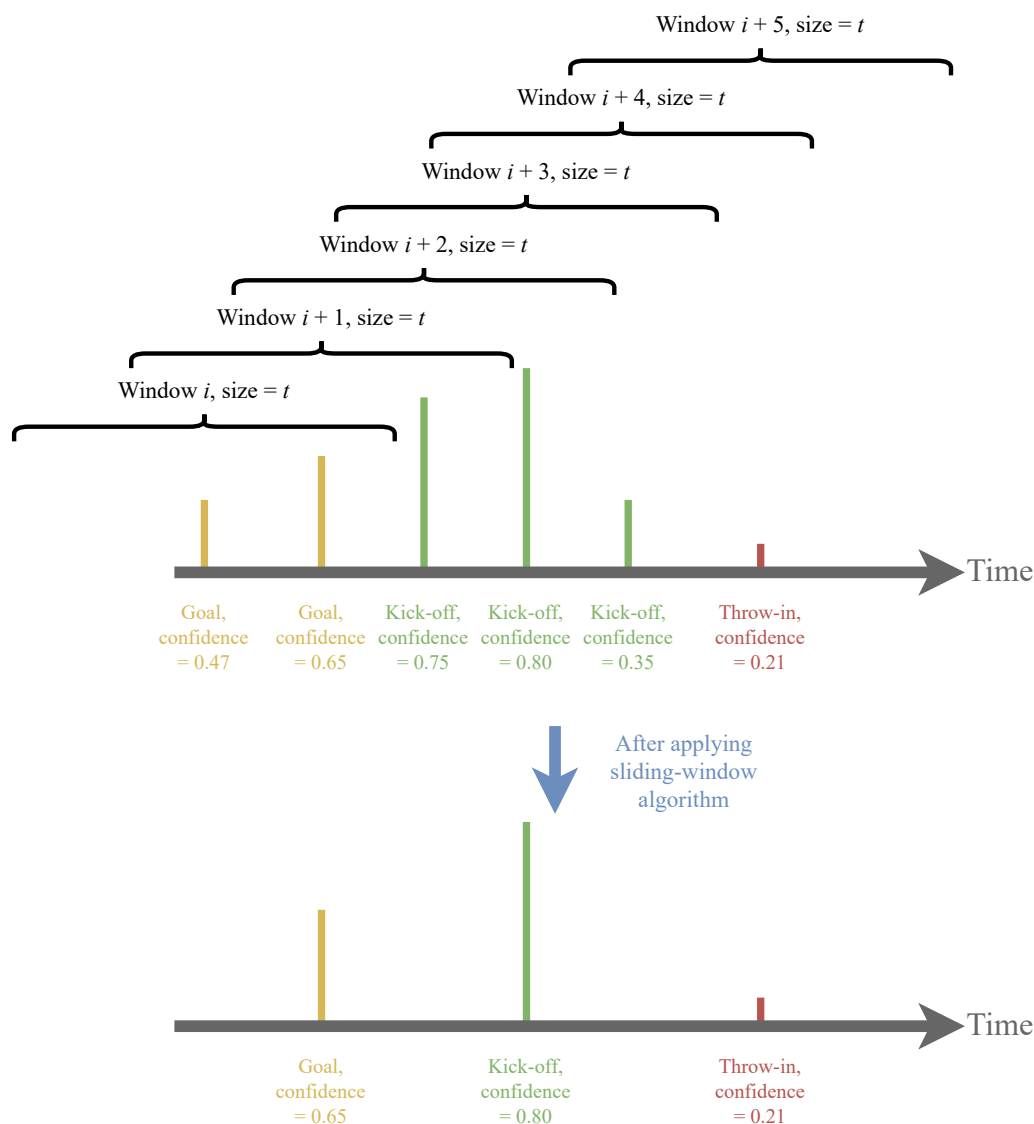 Window i + 5, size = t
Window i + 4, size = t
Window i + 3, size = t
Window i + 2, size = t
Window i + 1, size = t
Window i, size = t
Time
Goal,
confidence
= 0.47
Goal,
confidence
= 0.65
Kick-off,
confidence
= 0.75
Kick-off,
confidence
= 0.80
Kick-off,
confidence
= 0.35
Throw-in,
confidence
= 0.21
After applying
sliding-window
algorithm
Time
Goal,
confidence
= 0.65
Kick-off,
confidence
= 0.80
Throw-in,
confidence
= 0.21